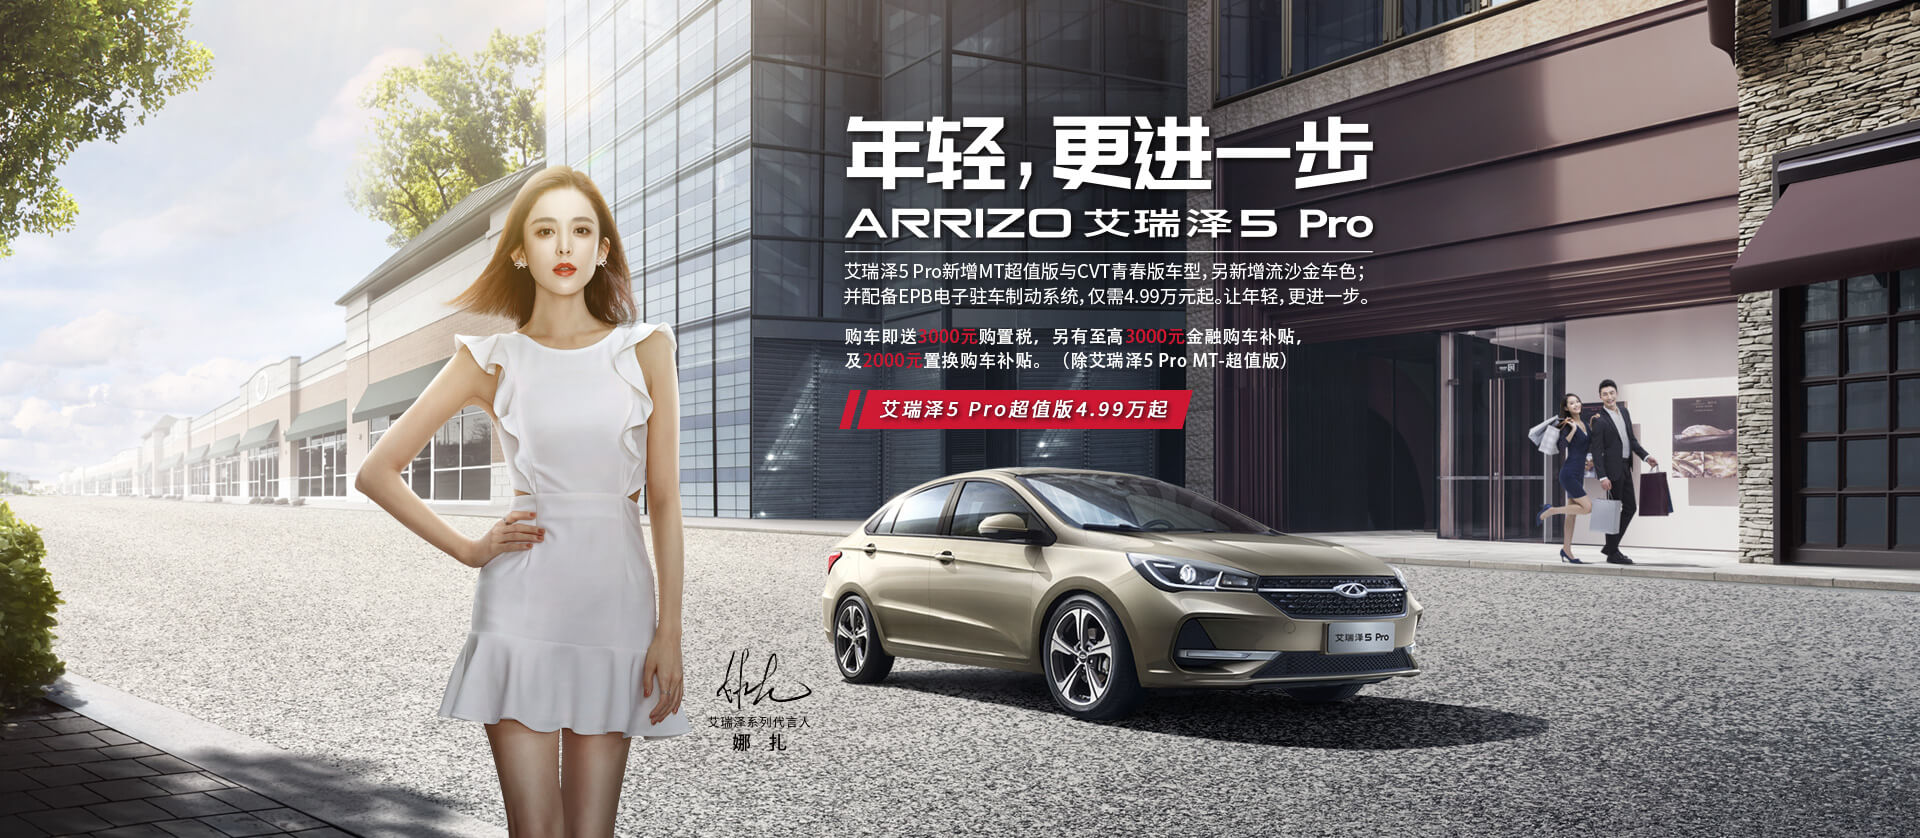 年轻，更进一步
ARRIZO 艾瑞泽5 Pro
艾瑞泽5 Pro新增MT超值版与CVT青春版车型，另新增流沙金车色；
并配备EPB电子驻车制动系统，仅需4.99万元起。让年轻，更进一步。
购车即送3000元购置税，另有至高3000元金融购车补贴，
及2000元置换购车补贴。（除艾瑞泽5 Pro MT-超值版）
艾瑞泽5 Pro超值版4.99万起
艾瑞泽5 Pro
艾瑞泽系列代言人
娜 扎